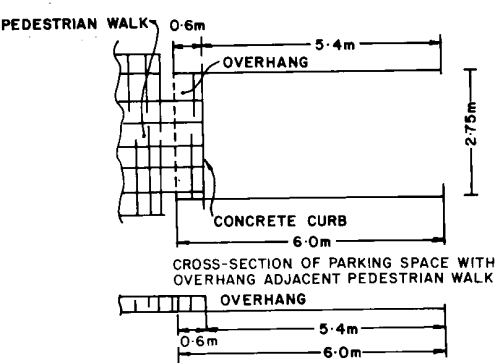 PEDESTRIAN WALK
0·6m
5·4m
OVERHANG
2·75m
CONCRETE CURB
6·0m
CROSS-SECTION OF PARKING SPACE WITH
OVERHANG ADJACENT PEDESTRIAN WALK
OVERHANG
0·6m
5·4m
6·0m